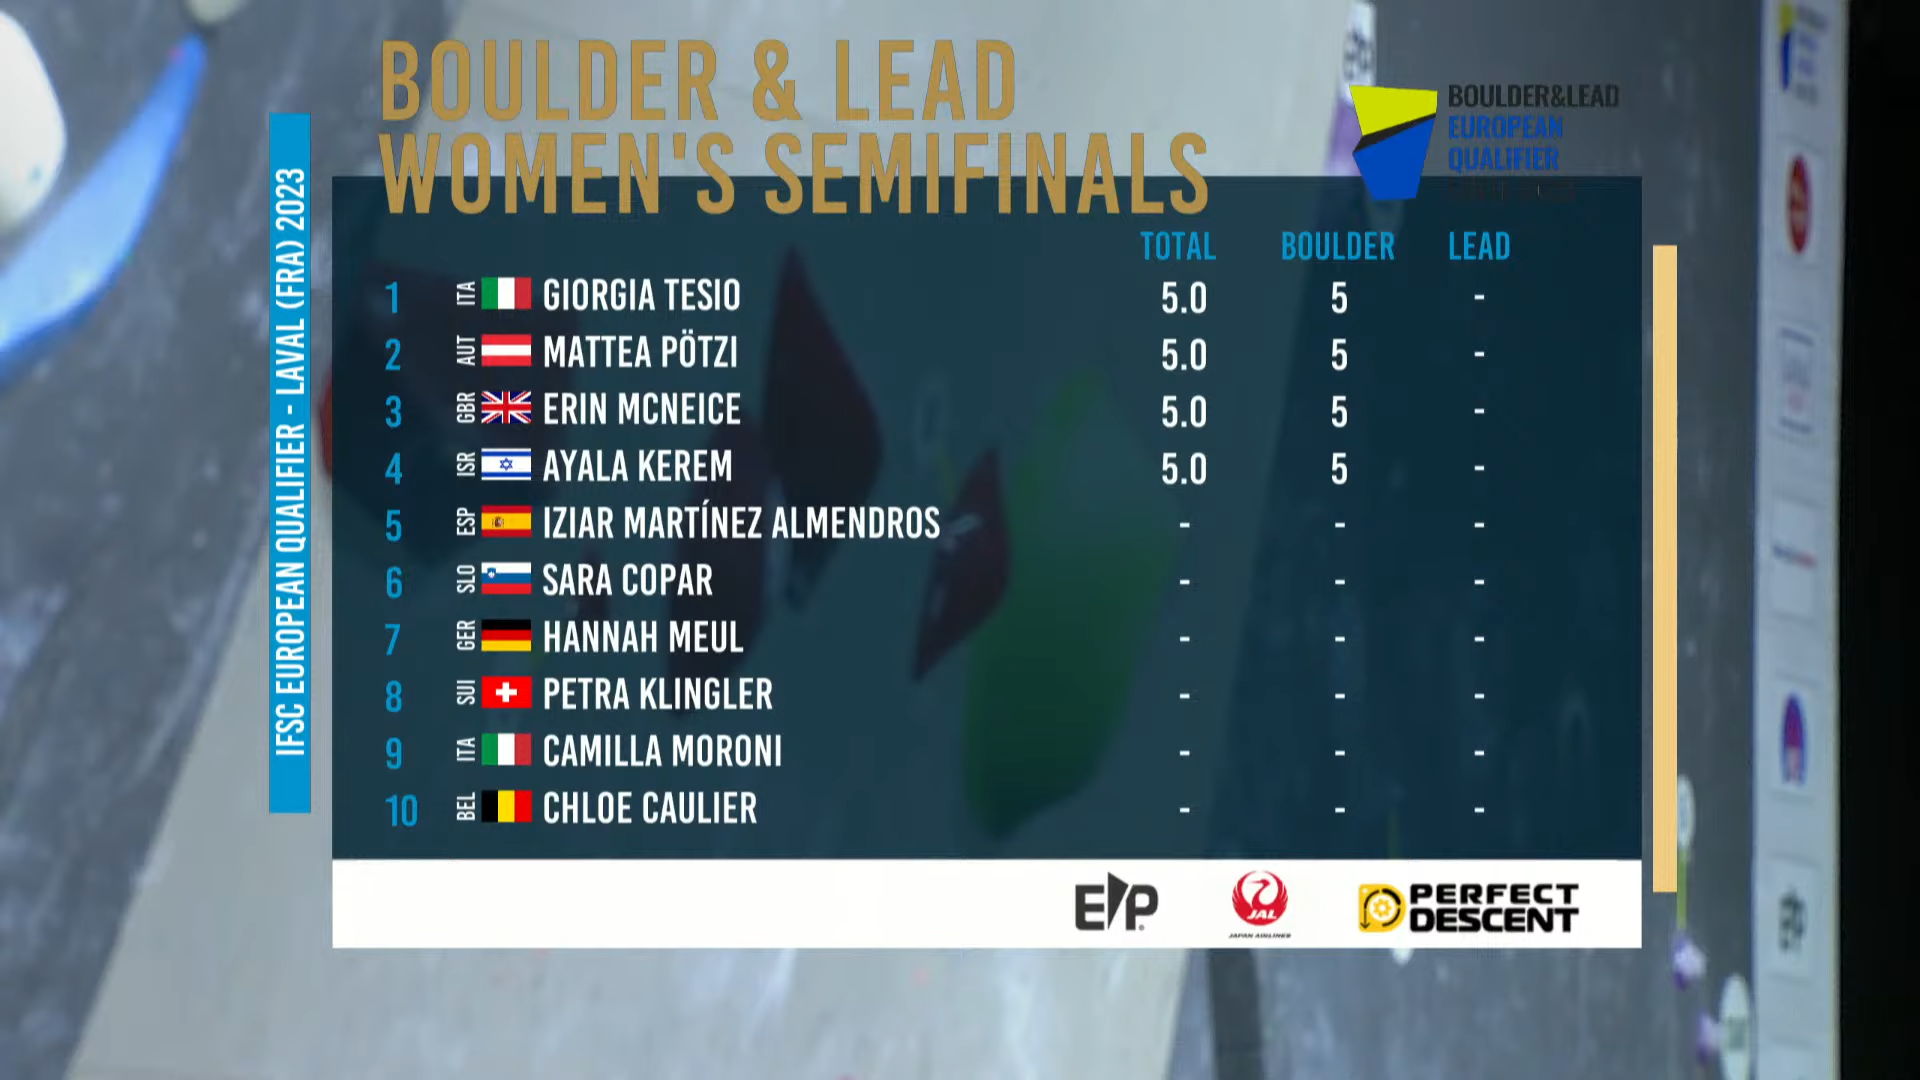 BOULDER & LEAD
WOMEN'S SEMIFINALS
BOULDER&LEAD
EUROPEAN
QUALIFIER
IFSC EUROPEAN QUALIFIER - LAVAL (FRA) 2023
TOTAL BOULDER LEAD
1 ITA GIORGIA TESIO 5.0 5 -
2 AUT MATTEA PÖTZI 5.0 5 -
3 GBR ERIN MCNEICE 5.0 5 -
4 ISR AYALA KEREM 5.0 5 -
5 ESP IZIAR MARTÍNEZ ALMENDROS - - -
6 SLO SARA COPAR - - -
7 GER HANNAH MEUL - - -
8 SUI PETRA KLINGLER - - -
9 ITA CAMILLA MORONI - - -
10 BEL CHLOE CAULIER - - -
EP
JAL
JAPAN AIRLINES
PERFECT
DESCENT